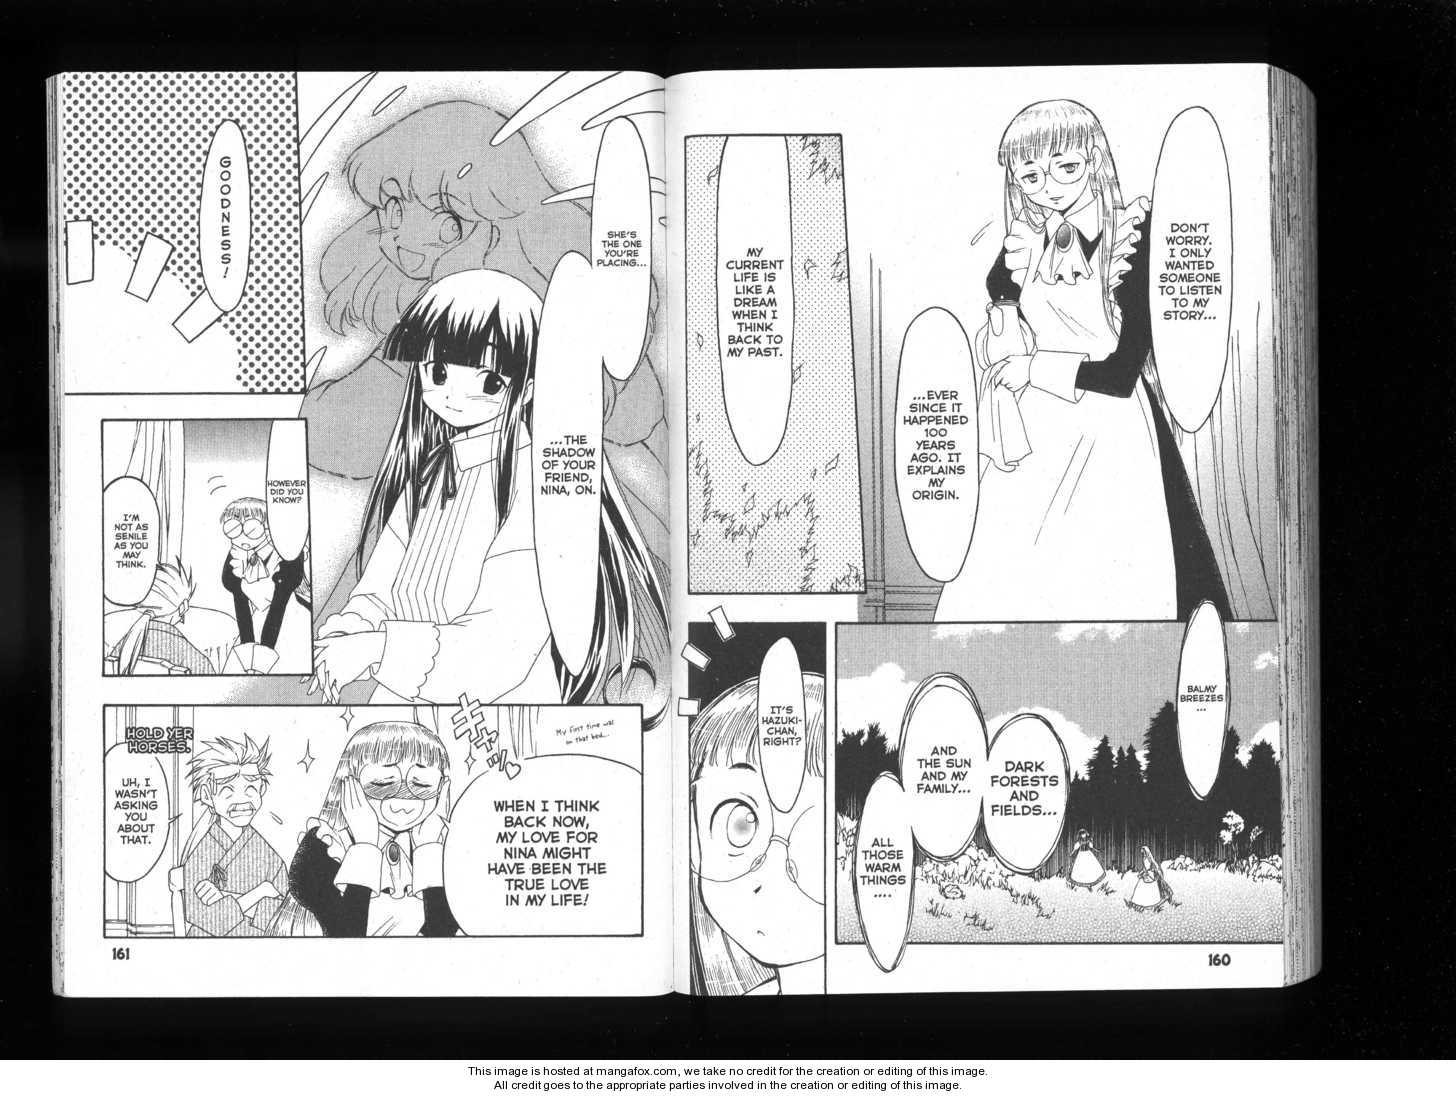 DON'T
WORRY.
I ONLY
WANTED
SOMEONE
TO LISTEN
TO MY
STORY...
...EVER
SINCE IT
HAPPENED
100
YEARS
AGO. IT
EXPLAINS
MY
ORIGIN.
MY
CURRENT
LIFE IS
LIKE A
DREAM
WHEN I
THINK
BACK TO
MY PAST.
BALMY
BREEZES
...
DARK
FORESTS
AND
FIELDS...
AND
THE SUN
AND MY
FAMILY...
ALL
THOSE
WARM
THINGS
....
IT'S
HAZUKI-
CHAN,
RIGHT?
160
SHE'S
THE ONE
YOU'RE
PLACING...
...THE
SHADOW
OF YOUR
FRIEND,
NINA, ON.
GOODNESS!
HOWEVER
DID YOU
KNOW?
I'M
NOT AS
SENILE
AS YOU
MAY
THINK.
My first time was
on that bed...
キャッ♡
WHEN I THINK
BACK NOW,
MY LOVE FOR
NINA MIGHT
HAVE BEEN THE
TRUE LOVE
IN MY LIFE!
HOLD YER
HORSES.
UH, I
WASN'T
ASKING
YOU
ABOUT
THAT.
161
This image is hosted at mangafox.com, we take no credit for the creation or editing of this image.
All credit goes to the appropriate parties involved in the creation or editing of this image.